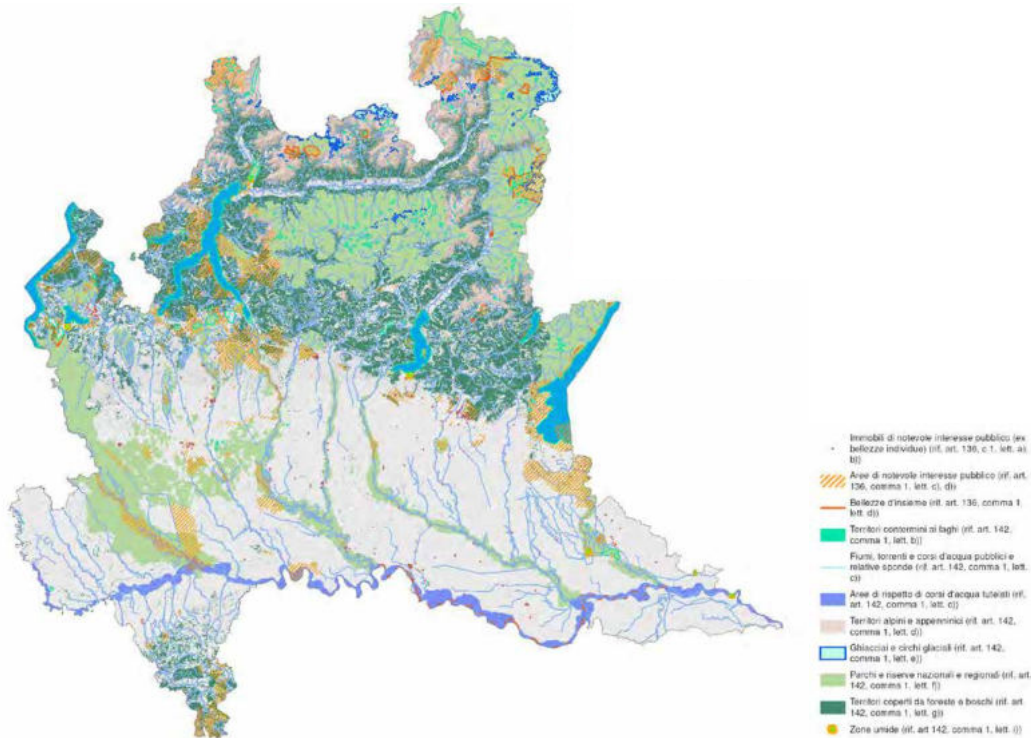 Immobili di notevole interesse pubblico (ex
bellezze individue) (rif. art. 136, c 1, lett. a)
b))
Aree di notevole interesse pubblico (rif. art.
136, comma 1, lett. c), d))
Bellezze d'insieme (rif. art. 136, comma 1,
lett. d))
Territori contermini ai laghi (rif. art. 142,
comma 1, lett. b))
Fiumi, torrenti e corsi d'acqua pubblici e
relative sponde (rif. art. 142, comma 1, lett.
c))
Aree di rispetto di corsi d'acqua tutelati (rif.
art. 142, comma 1, lett. c))
Territori alpini e appenninici (rif. art. 142,
comma 1, lett. d))
Ghiacciai e circhi glaciali (rif. art. 142,
comma 1, lett. e))
Parchi e riserve nazionali e regionali (rif. art.
142, comma 1, lett. f))
Territori coperti da foreste e boschi (rif. art
142, comma 1, lett. g))
Zone umide (rif. art 142, comma 1, lett. i))